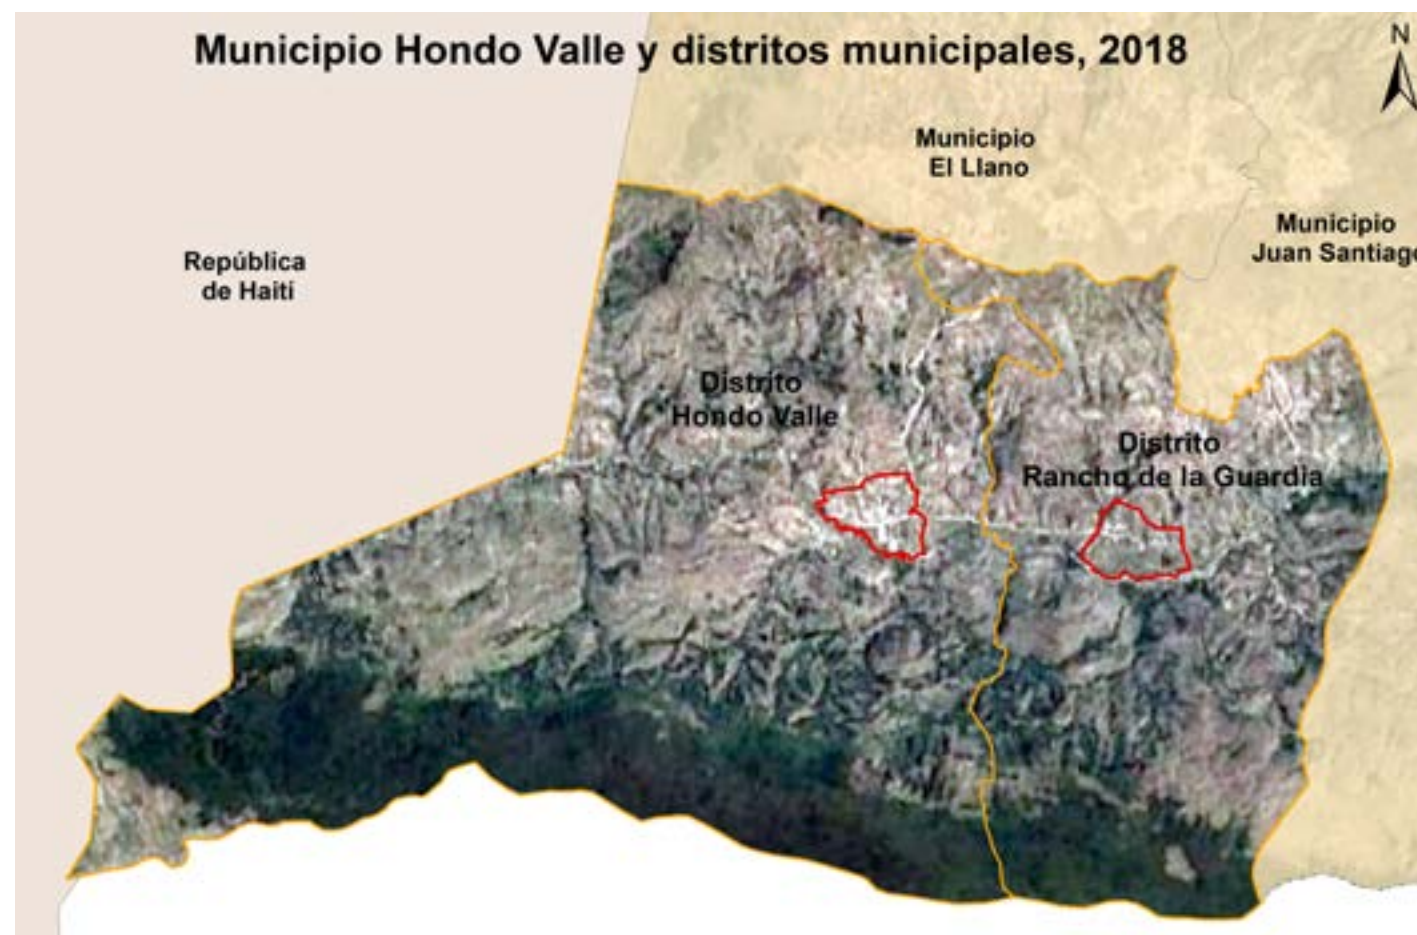 Municipio Hondo Valle y distritos municipales, 2018
N
Municipio
El Llano
Municipio
Juan Santiago
República
de Haití
Distrito
Hondo Valle
Distrito
Rancho de la Guardia